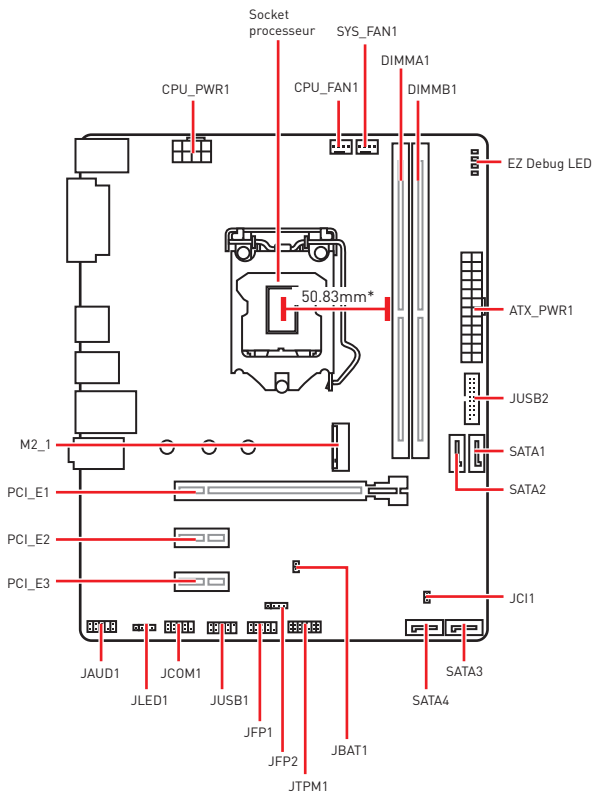 Socket
processeur
SYS_FAN1
DIMMA1
CPU_PWR1
CPU_FAN1
DIMMB1
EZ Debug LED
50.83mm*
ATX_PWR1
JUSB2
M2_1
SATA1
PCI_E1
SATA2
PCI_E2
PCI_E3
JCI1
JAUD1
JCOM1
SATA3
JLED1
JUSB1
SATA4
JFP1
JBAT1
JFP2
JTPM1